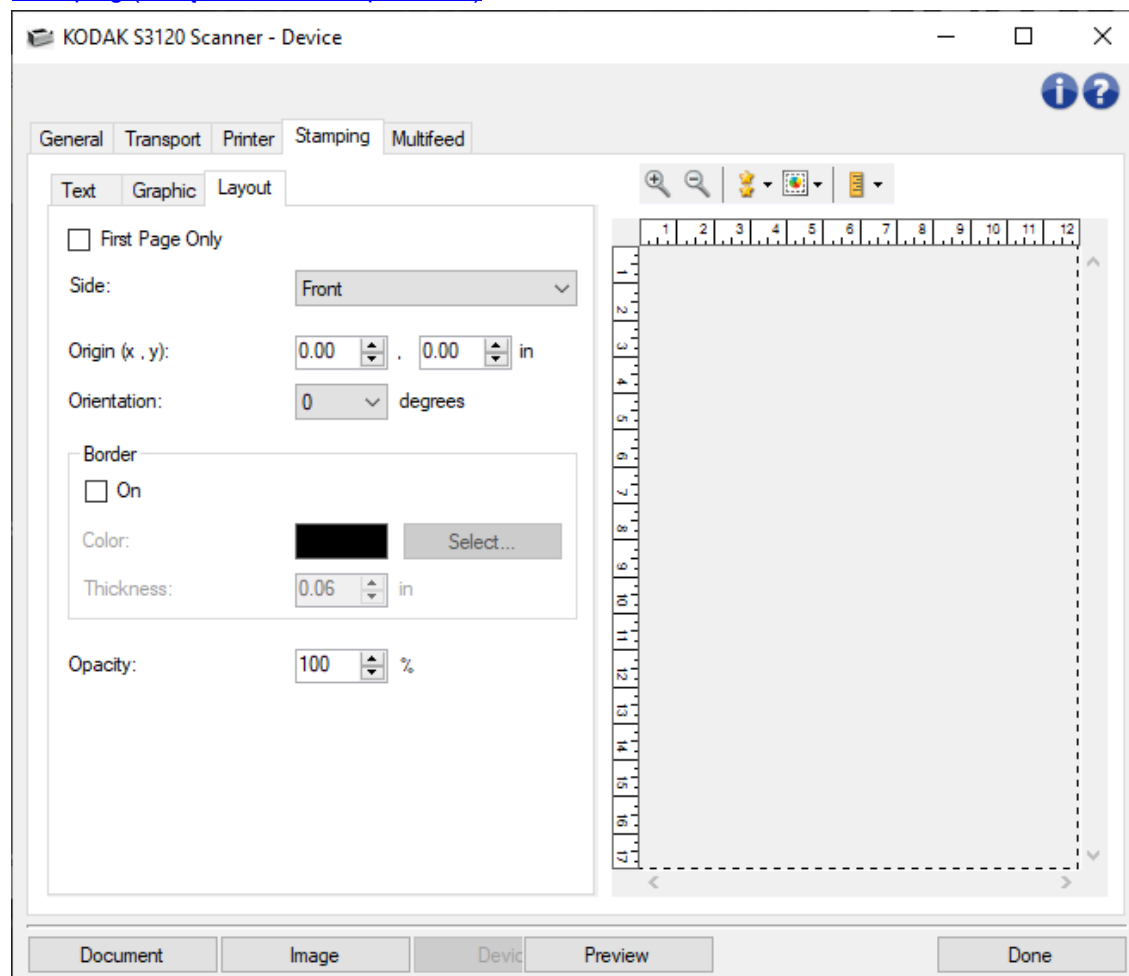 KODAK S3120 Scanner - Device
General Transport Printer Stamping Multifeed
Text Graphic Layout
First Page Only
Side: Front
Origin (x , y): 0.00 , 0.00 in
Orientation: 0 degrees
Border
On
Color: Select...
Thickness: 0.06 in
Opacity: 100 %
1 2 3 4 5 6 7 8 9 10 11 12
1
2
3
4
5
6
7
8
9
10
11
12
13
14
15
16
17
Document Image Devic Preview Done